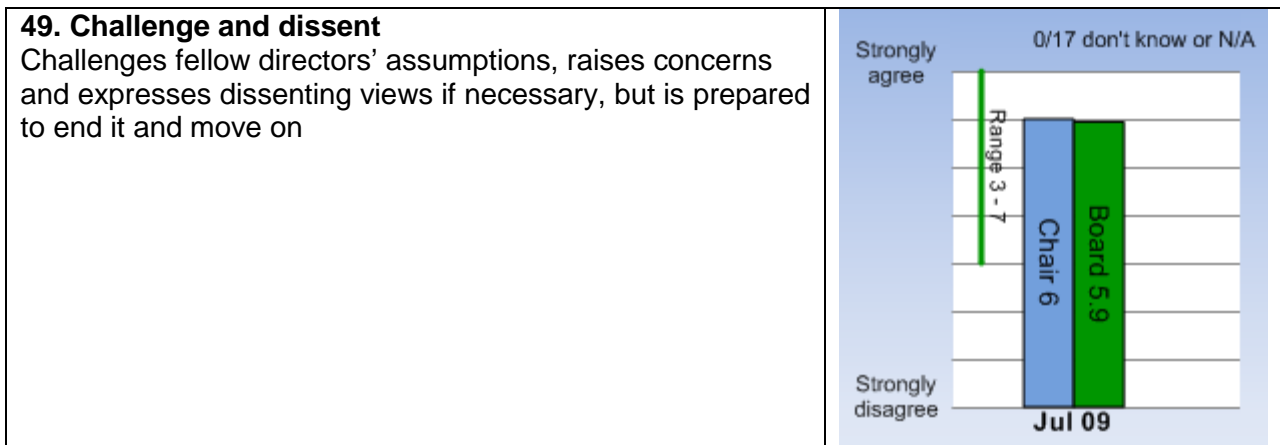 49. Challenge and dissent
Challenges fellow directors’ assumptions, raises concerns
and expresses dissenting views if necessary, but is prepared
to end it and move on
0/17 don't know or N/A
Strongly
agree
Range 3 - 7
Chair 6
Board 5.9
Strongly
disagree
Jul 09